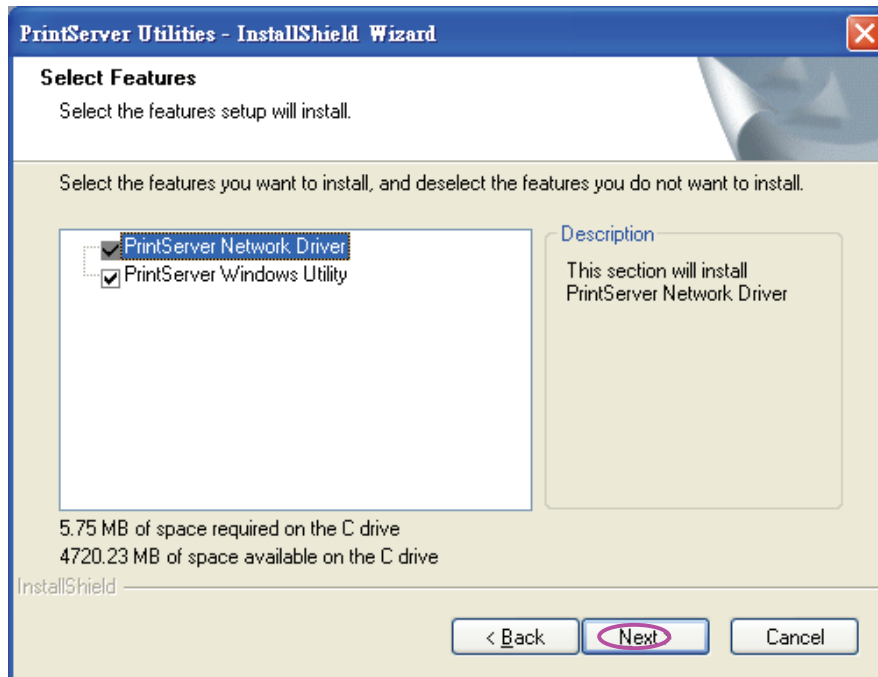 PrintServer Utilities - InstallShield Wizard
Select Features
Select the features setup will install.
Select the features you want to install, and deselect the features you do not want to install.
PrintServer Network Driver
PrintServer Windows Utility
Description
This section will install
PrintServer Network Driver
5.75 MB of space required on the C drive
4720.23 MB of space available on the C drive
InstallShield
< Back
Next
Cancel